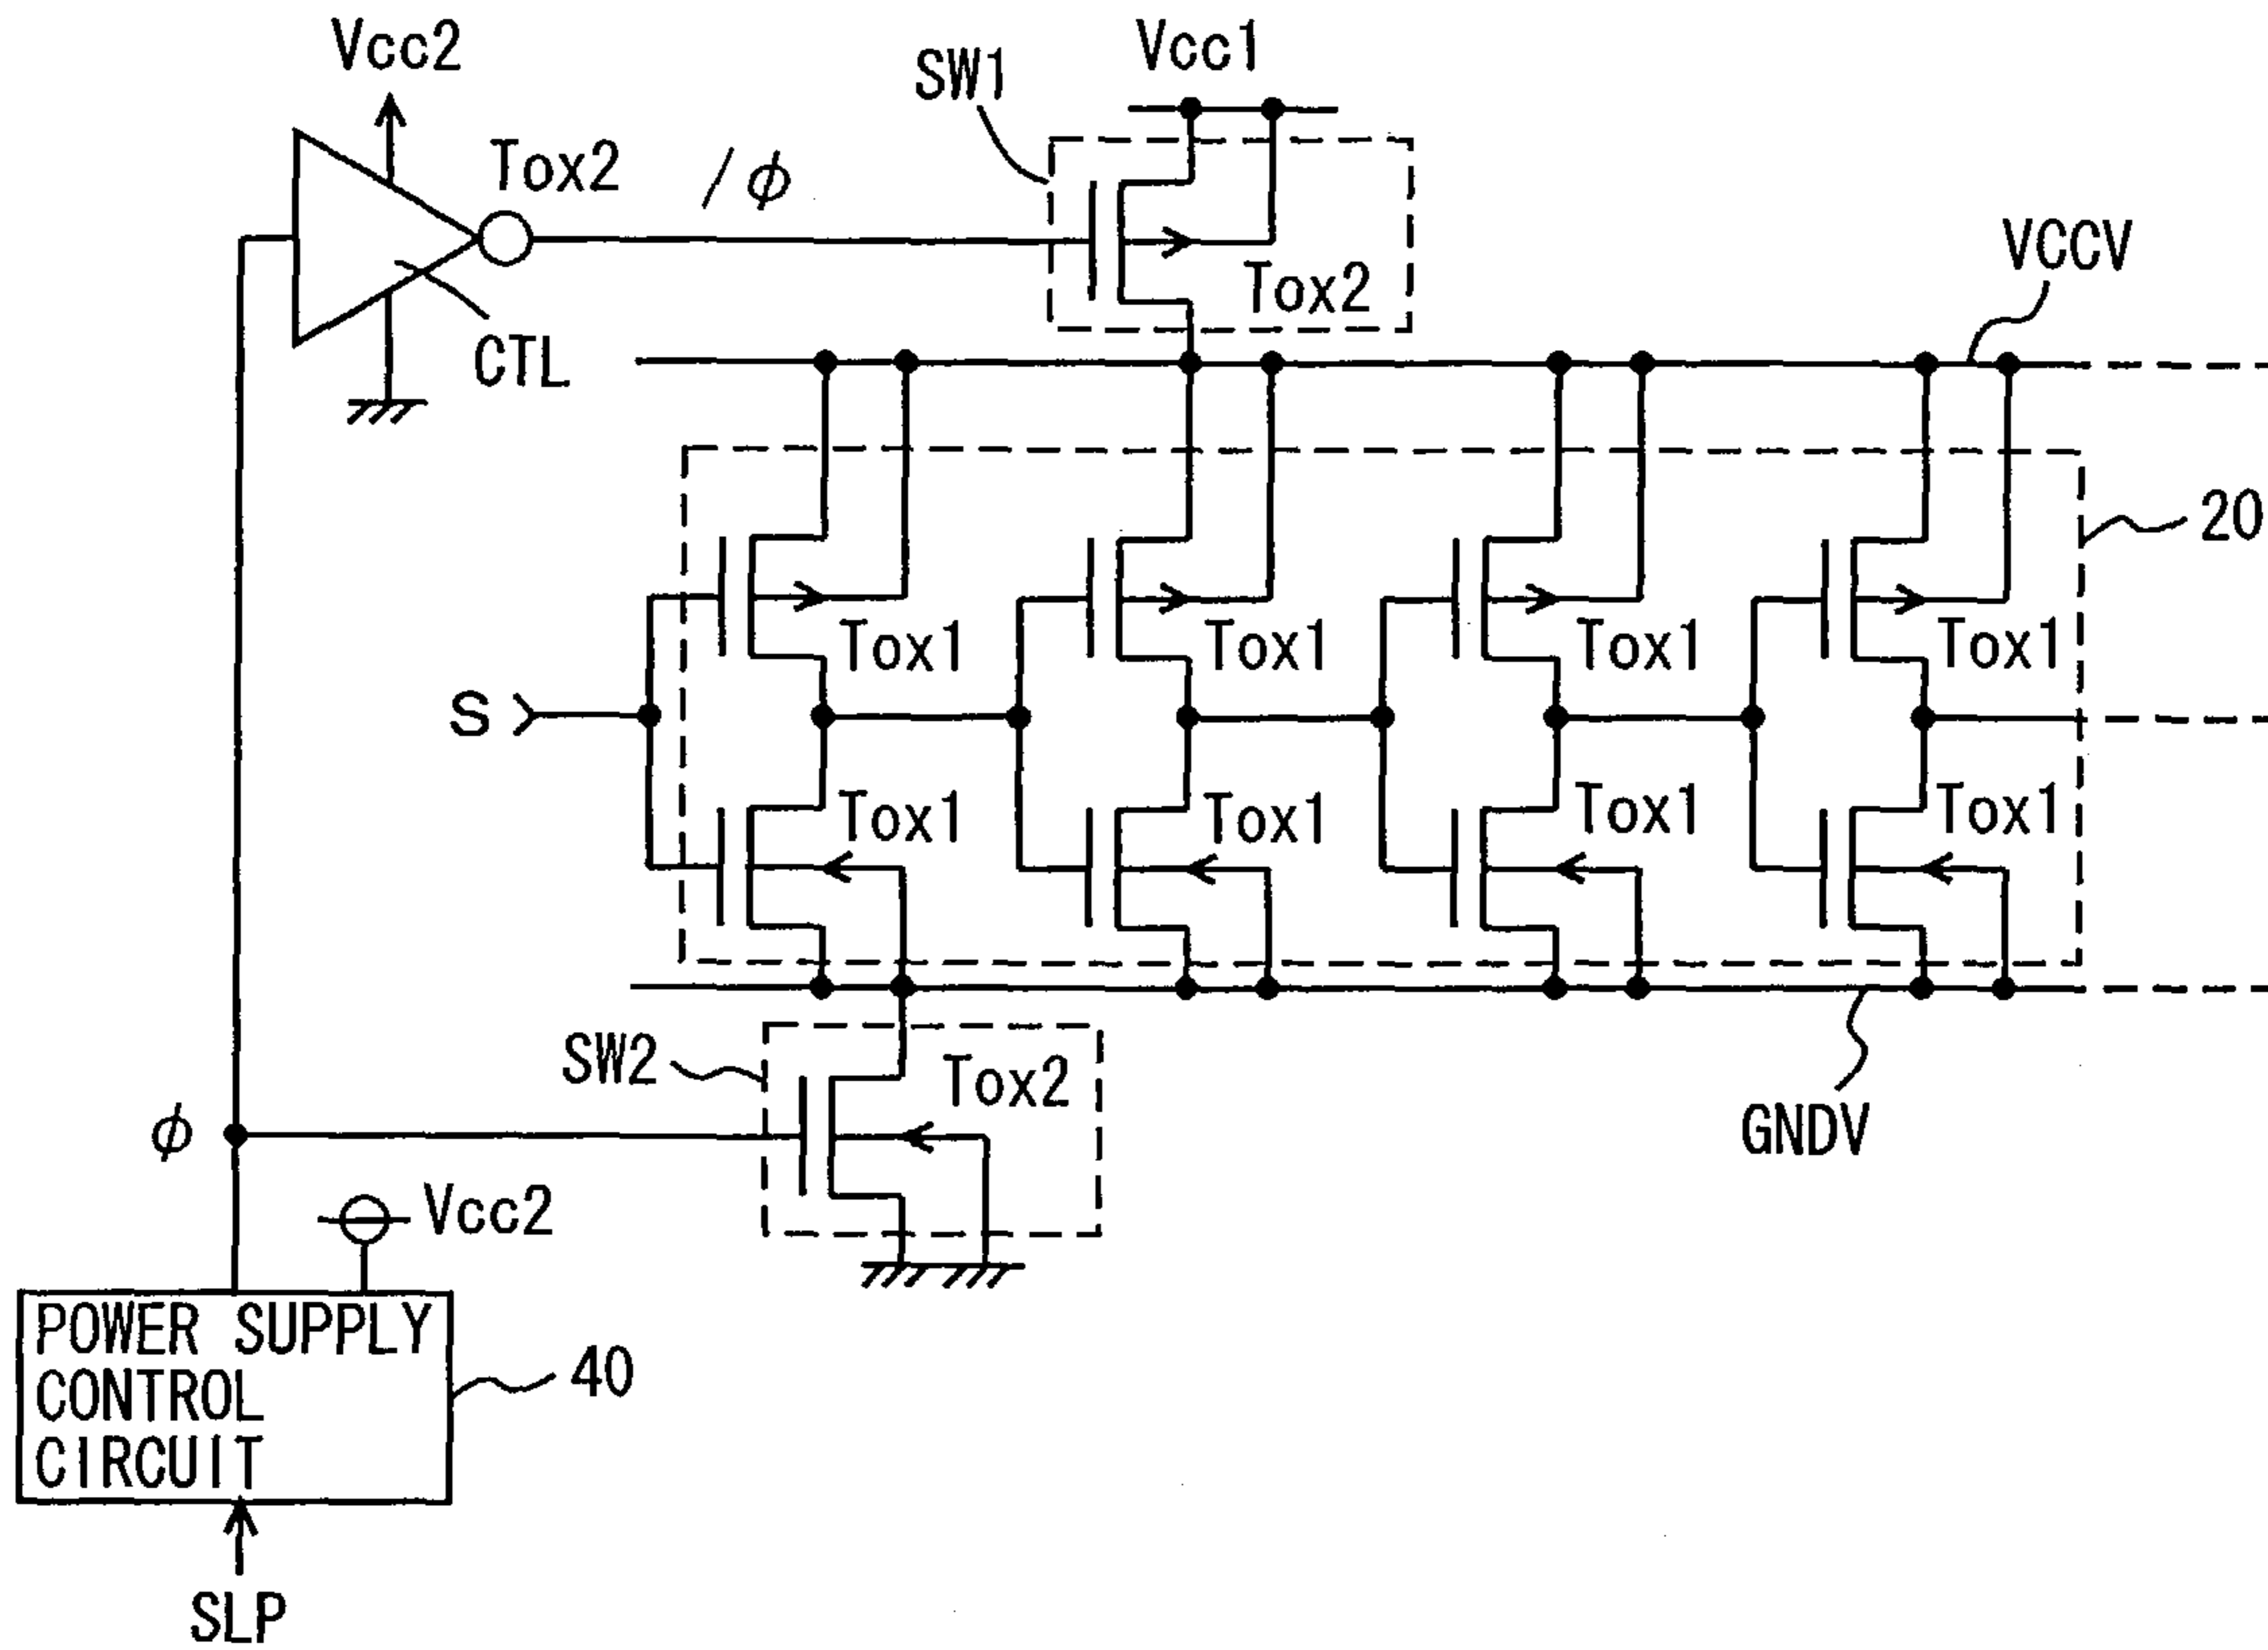 Vcc2
Vcc1
SW1
Tox2
/φ
VCCV
Tox2
CTL
20
Tox1
Tox1
Tox1
Tox1
S
Tox1
Tox1
Tox1
Tox1
SW2
Tox2
φ
GNDV
Vcc2
POWER SUPPLY
CONTROL
CIRCUIT
40
SLP